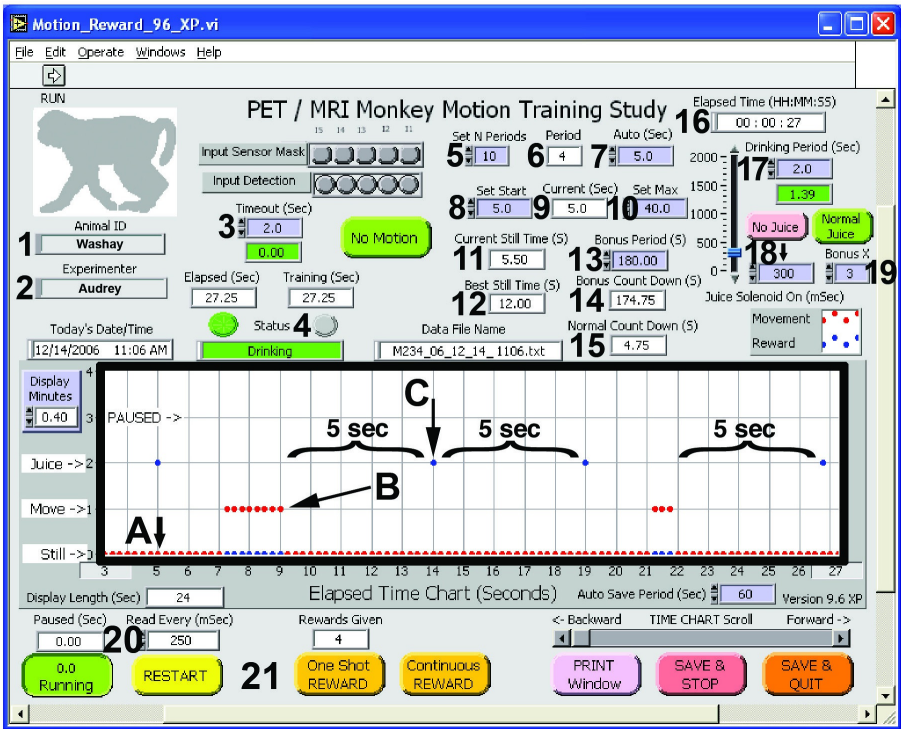 Motion_Reward_96_XP.vi
File Edit Operate Windows Help
RUN
PET / MRI Monkey Motion Training Study
I5 I4 I3 I2 I1
Input Sensor Mask
Input Detection
Animal ID
1 Washay
Experimenter
2 Audrey
Today's Date/Time
12/14/2006 11:06 AM
Timeout (Sec)
3 2.0
0.00
No Motion
Elapsed (Sec) Training (Sec)
27.25 27.25
Status 4
Drinking
Data File Name
M234_06_12_14_ 1106.txt
Set N Periods Period Auto (Sec)
5 10 6 4 7 5.0
Set Start Current (Sec) Set Max
8 5.0 9 5.0 10 40.0
Current Still Time (S) Bonus Period (S)
11 5.50 13 180.00
Best Still Time (S) Bonus Count Down (S)
12 12.00 14 174.75
Normal Count Down (S)
15 4.75
Elapsed Time (HH:MM:SS)
16 00 : 00 : 27
2000
1500
1000
500
0
Drinking Period (Sec)
17 2.0
1.39
No Juice Normal Juice
Bonus X
18 300 3 19
Juice Solenoid On (mSec)
Movement
Reward
Display Minutes
0.40
4
3 PAUSED ->
Juice -> 2
Move -> 1
Still -> 0
A
B
C
5 sec 5 sec 5 sec
3 5 6 7 8 9 10 11 12 13 14 15 16 17 18 19 20 21 22 23 24 25 26 27
Display Length (Sec) 24
Elapsed Time Chart (Seconds)
Auto Save Period (Sec) 60 Version 9.6 XP
Paused (Sec) Read Every (mSec) Rewards Given
0.00 20 250 4
<- Backward TIME CHART Scroll Forward ->
0.0 Running
RESTART
21
One Shot REWARD
Continuous REWARD
PRINT Window
SAVE & STOP
SAVE & QUIT